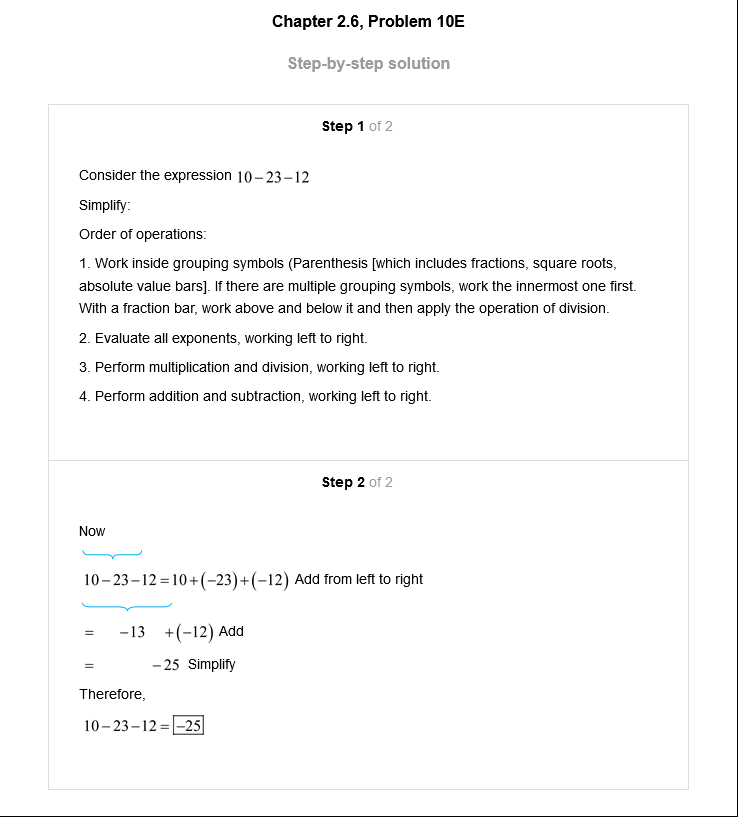 Chapter 2.6, Problem 10E
Step-by-step solution
Step 1 of 2
Consider the expression 10−23−12
Simplify:
Order of operations:
1. Work inside grouping symbols (Parenthesis [which includes fractions, square roots,
absolute value bars]. If there are multiple grouping symbols, work the innermost one first.
With a fraction bar, work above and below it and then apply the operation of division.
2. Evaluate all exponents, working left to right.
3. Perform multiplication and division, working left to right.
4. Perform addition and subtraction, working left to right.
Step 2 of 2
Now
10−23−12=10+(−23)+(−12) Add from left to right
= −13 +(−12) Add
= −25 Simplify
Therefore,
10−23−12=−25